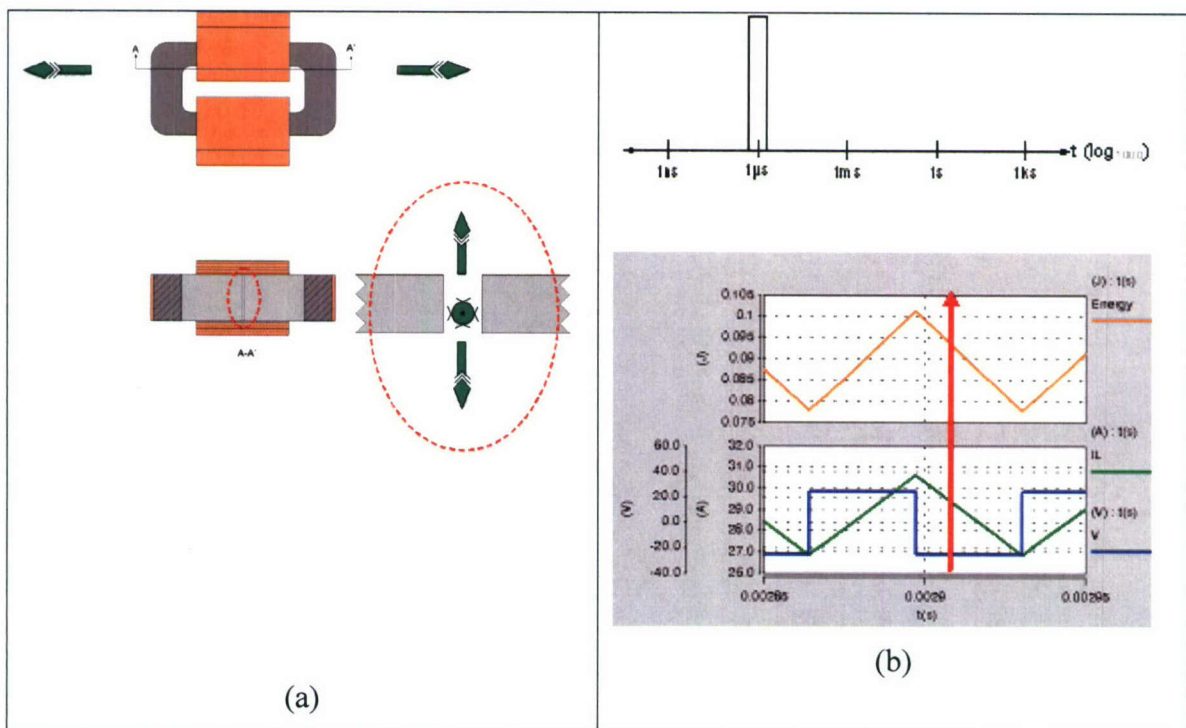 A A'
A-A'
(a)
t (log
1ns 1µs 1ms 1s 1ks
(J) : t(s)
Energy
0.105
0.1
0.095
0.09
0.085
0.08
0.075
(J)
(A) : t(s)
IL
(V) : t(s)
V
60.0
40.0
20.0
0.0
-20.0
-40.0
(V)
32.0
31.0
30.0
29.0
28.0
27.0
26.0
(A)
0.00285 0.0029 0.00295
t(s)
(b)